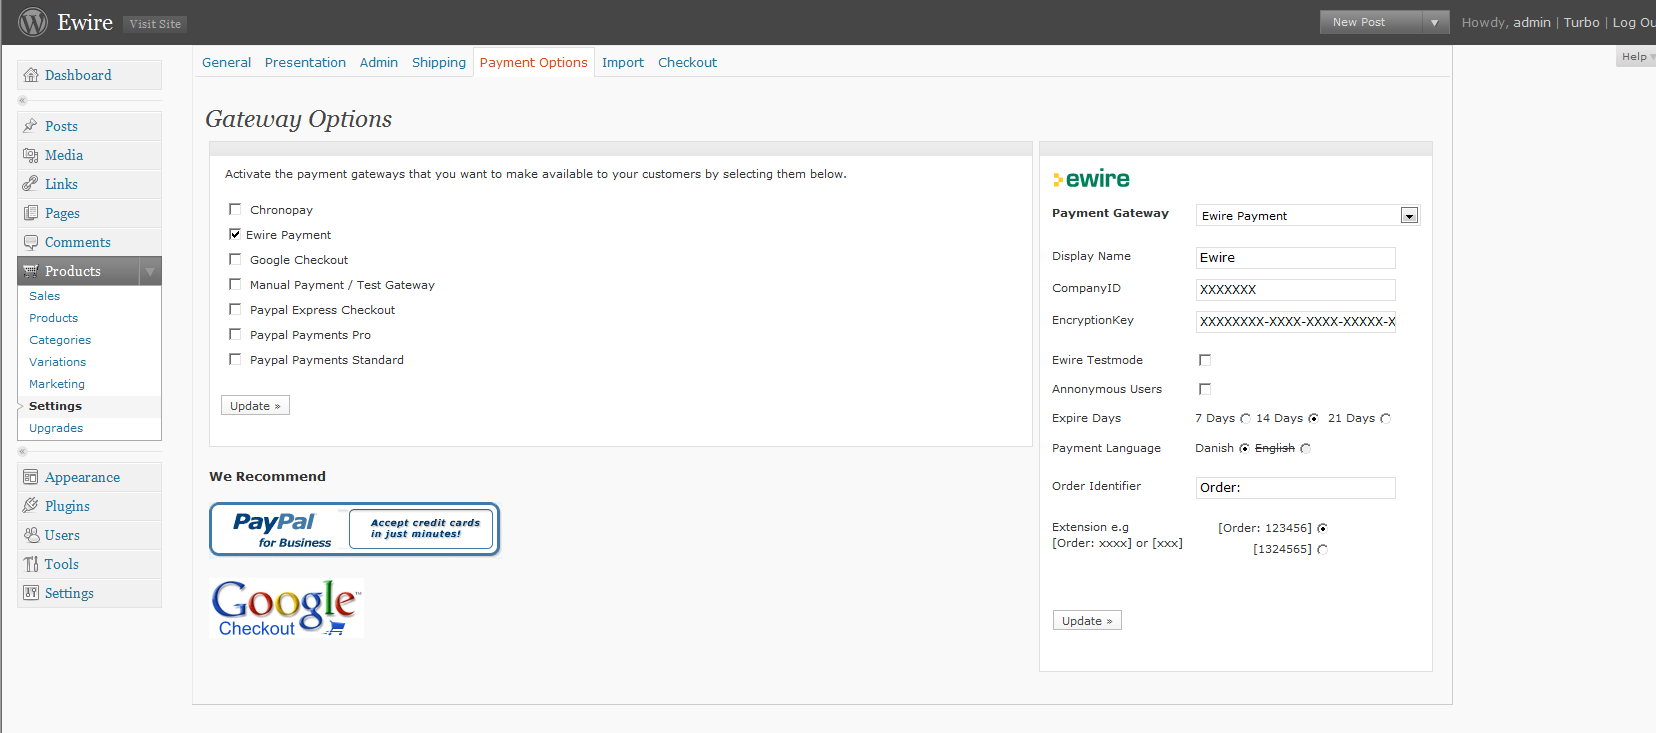 Ewire Visit Site
New Post
Howdy, admin | Turbo | Log Ou
Help
Dashboard
Posts
Media
Links
Pages
Comments
Products
Sales
Products
Categories
Variations
Marketing
Settings
Upgrades
Appearance
Plugins
Users
Tools
Settings
General Presentation Admin Shipping Payment Options Import Checkout
Gateway Options
Activate the payment gateways that you want to make available to your customers by selecting them below.
Chronopay
Ewire Payment
Google Checkout
Manual Payment / Test Gateway
Paypal Express Checkout
Paypal Payments Pro
Paypal Payments Standard
Update »
We Recommend
PayPal
for Business
Accept credit cards
in just minutes!
Google™
Checkout
ewire
Payment Gateway Ewire Payment
Display Name Ewire
CompanyID XXXXXXX
EncryptionKey XXXXXXXX-XXXX-XXXX-XXXXX-X
Ewire Testmode
Annonymous Users
Expire Days 7 Days 14 Days 21 Days
Payment Language Danish English
Order Identifier Order:
Extension e.g [Order: 123456]
[Order: xxxx] or [xxx]
[1324565]
Update »